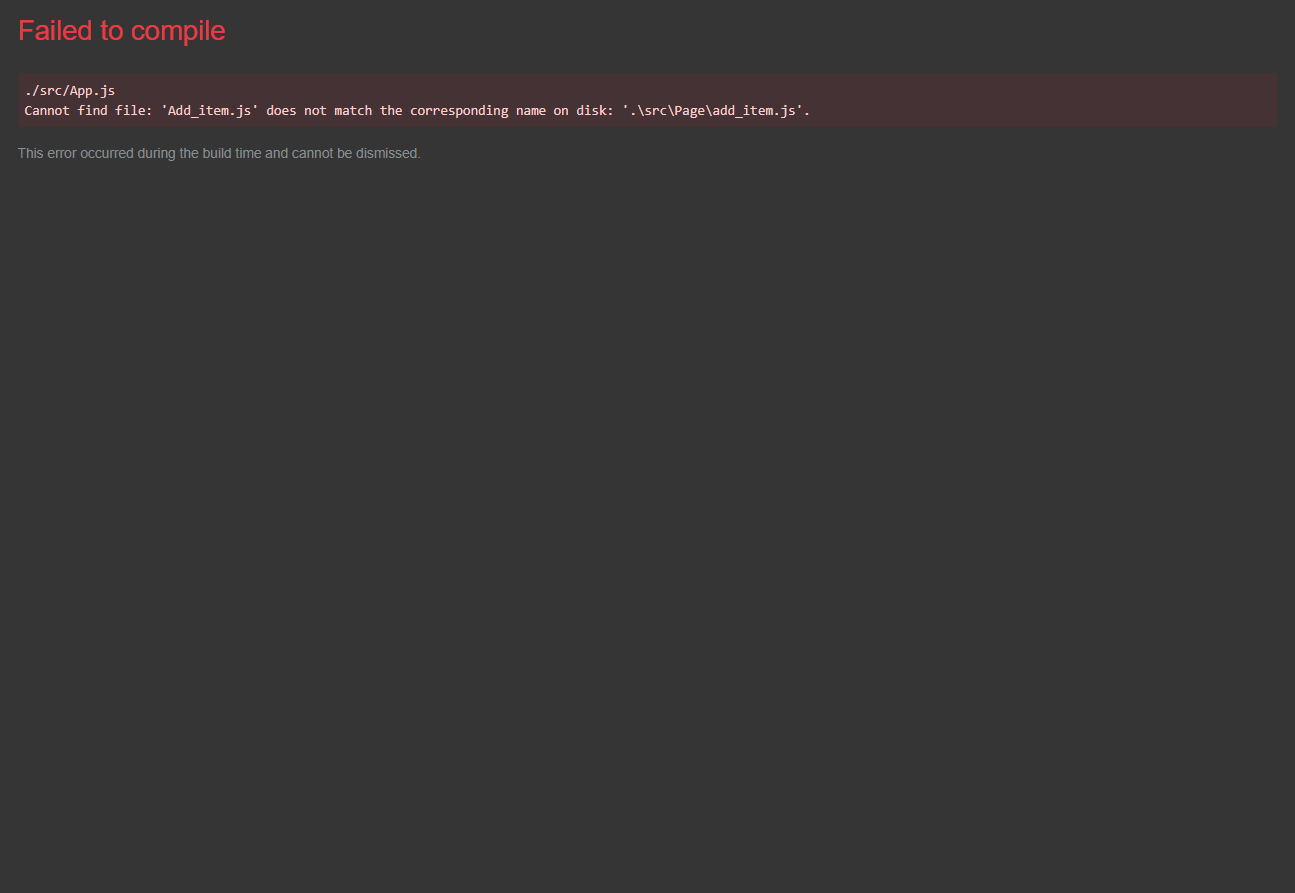 Failed to compile
./src/App.js
Cannot find file: 'Add_item.js' does not match the corresponding name on disk: '.\src\Page\add_item.js'.
This error occurred during the build time and cannot be dismissed.